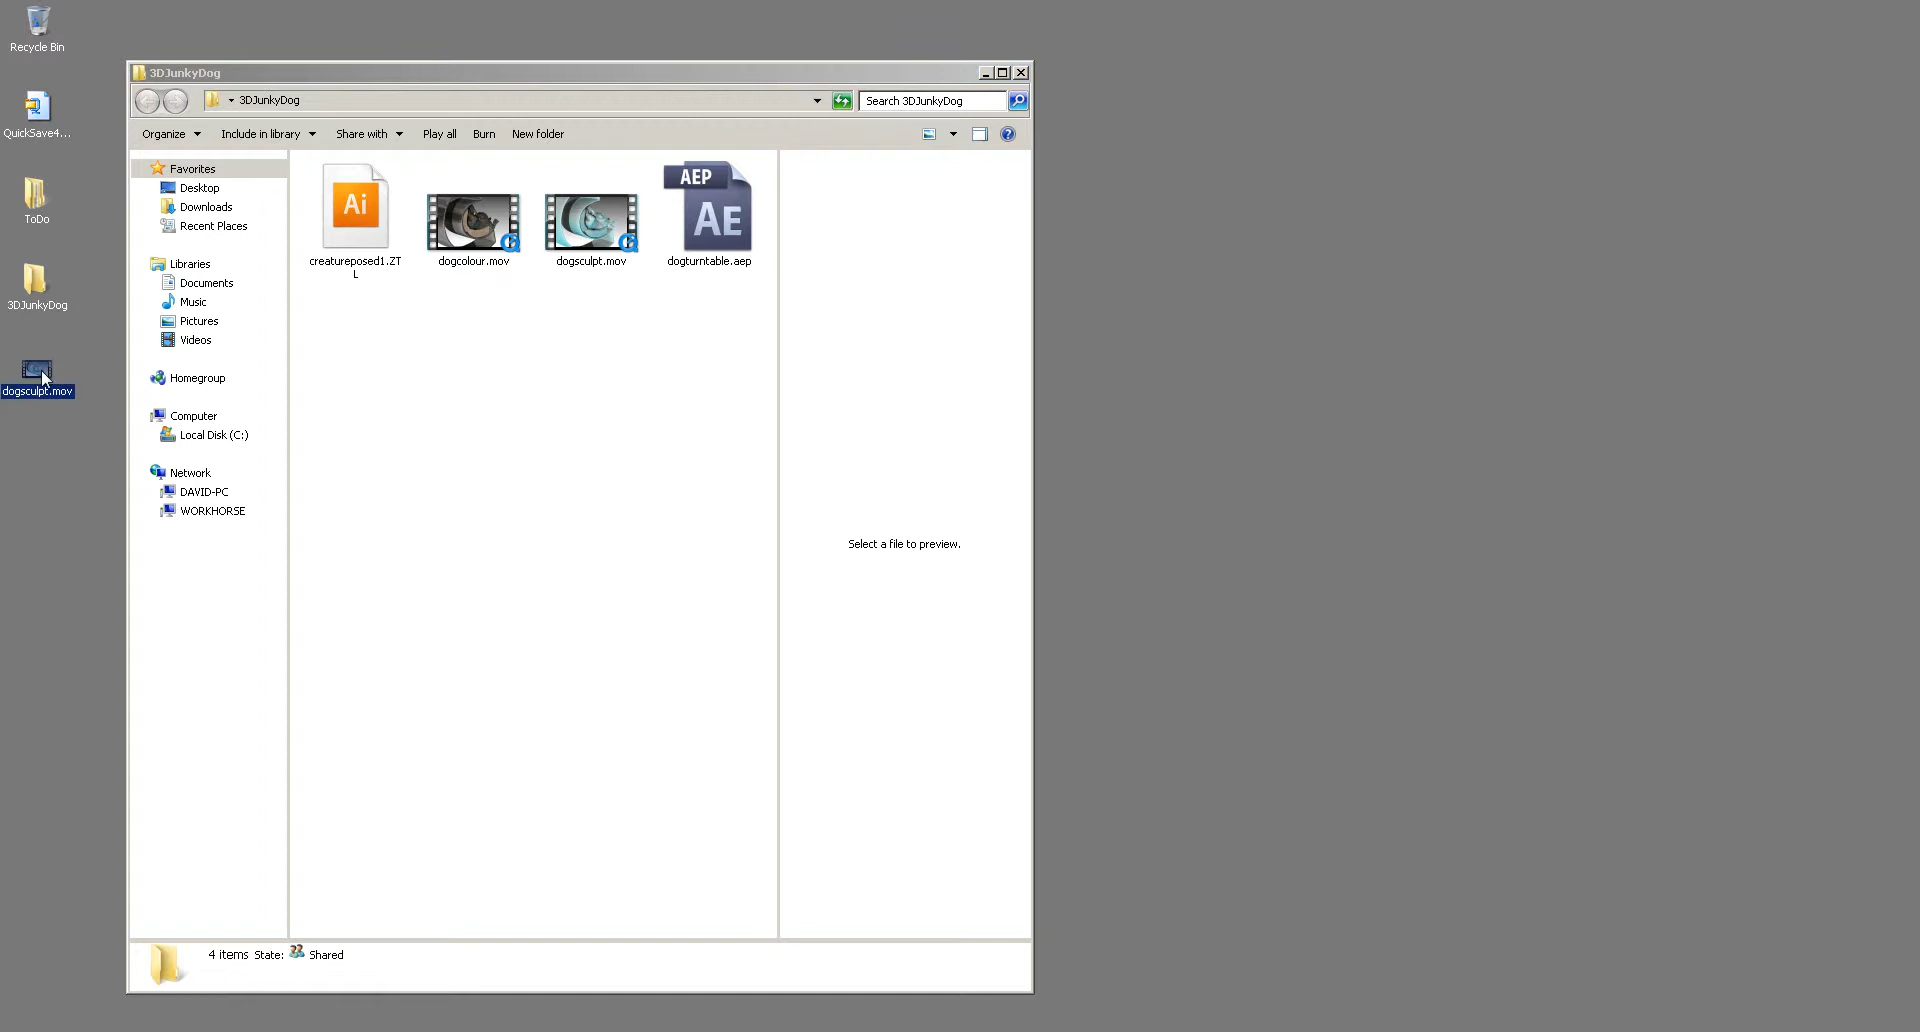 Recycle Bin
QuickSave4...
ToDo
3DJunkyDog
dogsculpt.mov
3DJunkyDog
3DJunkyDog
Search 3DJunkyDog
Organize
Include in library
Share with
Play all
Burn
New folder
Favorites
Desktop
Downloads
Recent Places
Libraries
Documents
Music
Pictures
Videos
Homegroup
Computer
Local Disk (C:)
Network
DAVID-PC
WORKHORSE
Ai
creatureposed1.ZT
L
dogcolour.mov
dogsculpt.mov
AEP
AE
dogturntable.aep
Select a file to preview.
4 items State: Shared